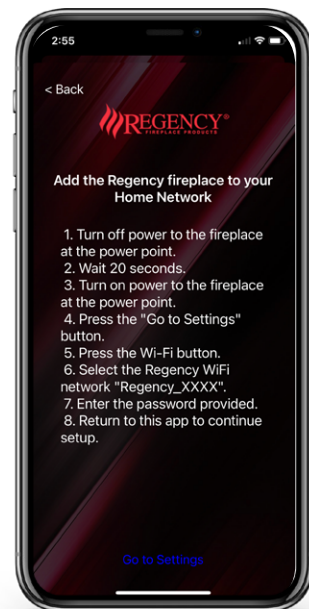 2:55
< Back
REGENCY®
FIREPLACE PRODUCTS
Add the Regency fireplace to your
Home Network
1. Turn off power to the fireplace
at the power point.
2. Wait 20 seconds.
3. Turn on power to the fireplace
at the power point.
4. Press the "Go to Settings"
button.
5. Press the Wi-Fi button.
6. Select the Regency WiFi
network "Regency_XXXX".
7. Enter the password provided.
8. Return to this app to continue
setup.
Go to Settings